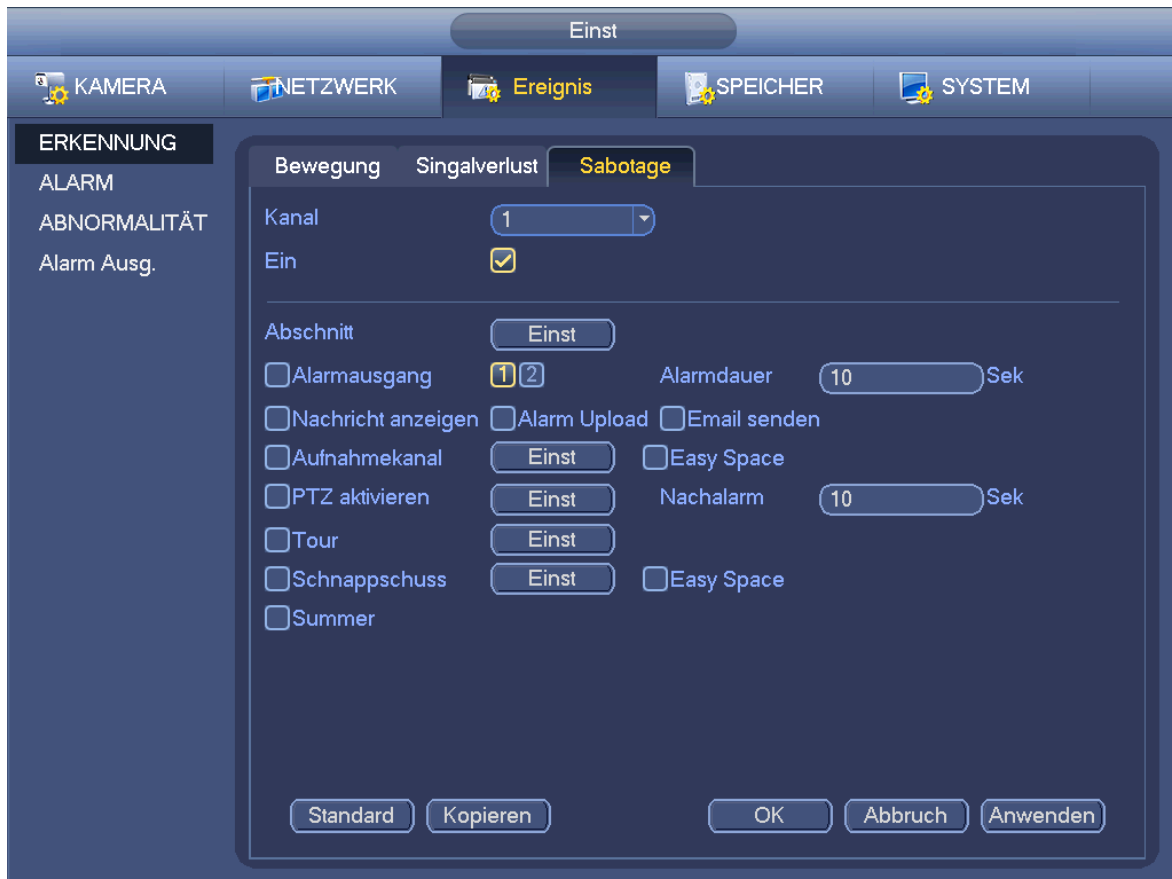 Einst
KAMERA NETZWERK Ereignis SPEICHER SYSTEM
ERKENNUNG
ALARM
ABNORMALITÄT
Alarm Ausg.
Bewegung Singalverlust Sabotage
Kanal 1
Ein
Abschnitt Einst
Alarmausgang 1 2 Alarmdauer 10 Sek
Nachricht anzeigen Alarm Upload Email senden
Aufnahmekanal Einst Easy Space
PTZ aktivieren Einst Nachalarm 10 Sek
Tour Einst
Schnappschuss Einst Easy Space
Summer
Standard Kopieren OK Abbruch Anwenden